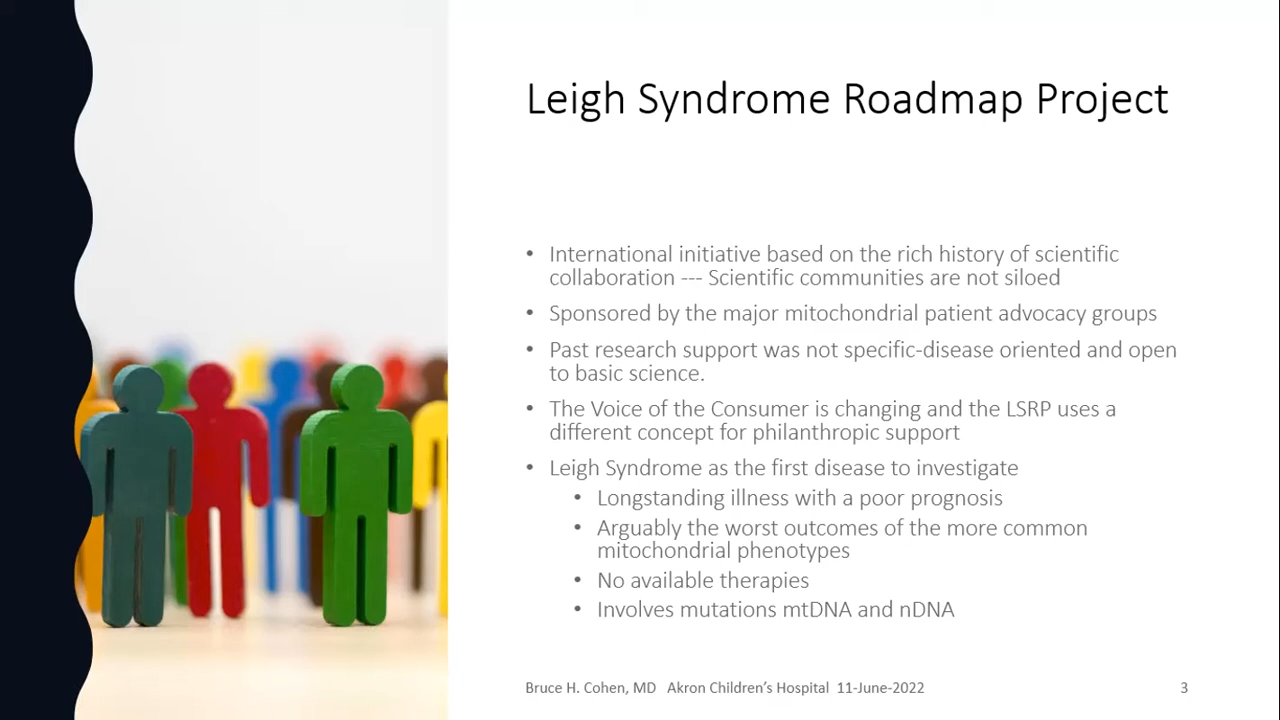 Leigh Syndrome Roadmap Project
• International initiative based on the rich history of scientific
collaboration --- Scientific communities are not siloed
• Sponsored by the major mitochondrial patient advocacy groups
• Past research support was not specific-disease oriented and open
to basic science.
• The Voice of the Consumer is changing and the LSRP uses a
different concept for philanthropic support
• Leigh Syndrome as the first disease to investigate
• Longstanding illness with a poor prognosis
• Arguably the worst outcomes of the more common
mitochondrial phenotypes
• No available therapies
• Involves mutations mtDNA and nDNA
Bruce H. Cohen, MD Akron Children's Hospital 11-June-2022 3